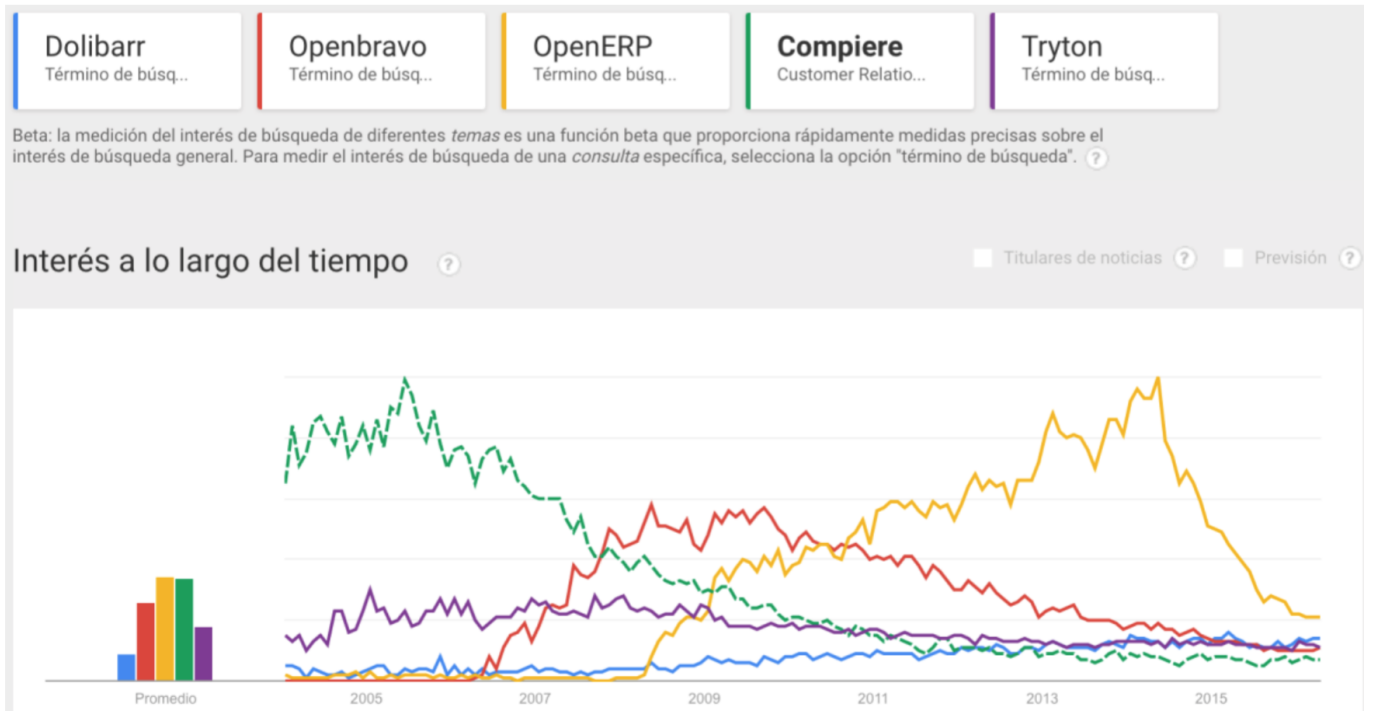 Dolibarr
Término de búsq...
Openbravo
Término de búsq...
OpenERP
Término de búsq...
Compiere
Customer Relatio...
Tryton
Término de búsq...
Beta: la medición del interés de búsqueda de diferentes temas es una función beta que proporciona rápidamente medidas precisas sobre el
interés de búsqueda general. Para medir el interés de búsqueda de una consulta específica, selecciona la opción "término de búsqueda". ?
Interés a lo largo del tiempo ?
Titulares de noticias ?
Previsión ?
Promedio
2005
2007
2009
2011
2013
2015